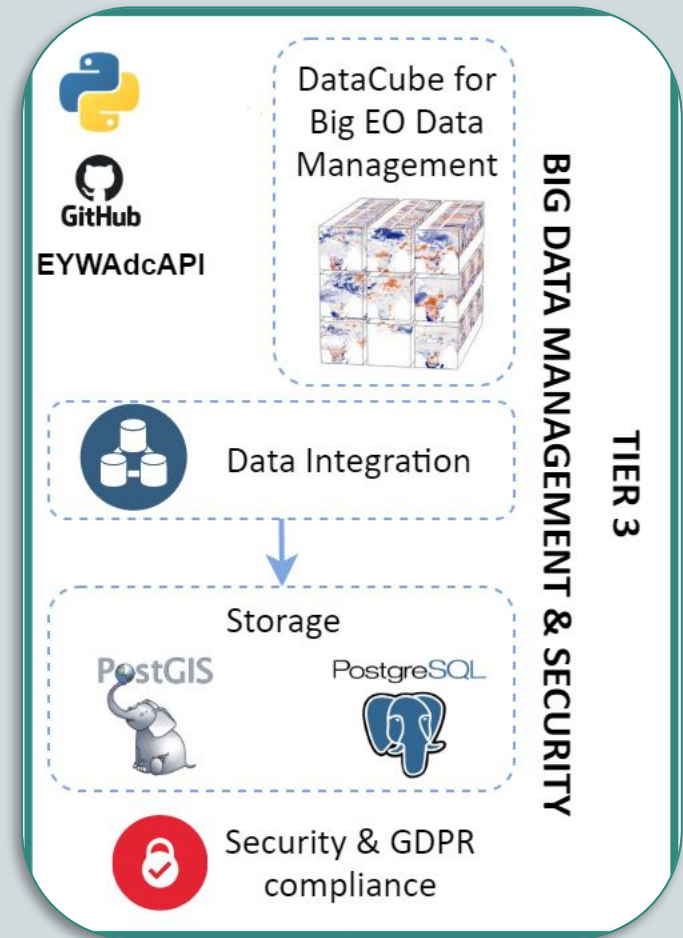 DataCube for
Big EO Data
Management
GitHub
EYWAdcAPI
Data Integration
Storage
PostGIS
PostgreSQL
Security & GDPR
compliance
BIG DATA MANAGEMENT & SECURITY
TIER 3